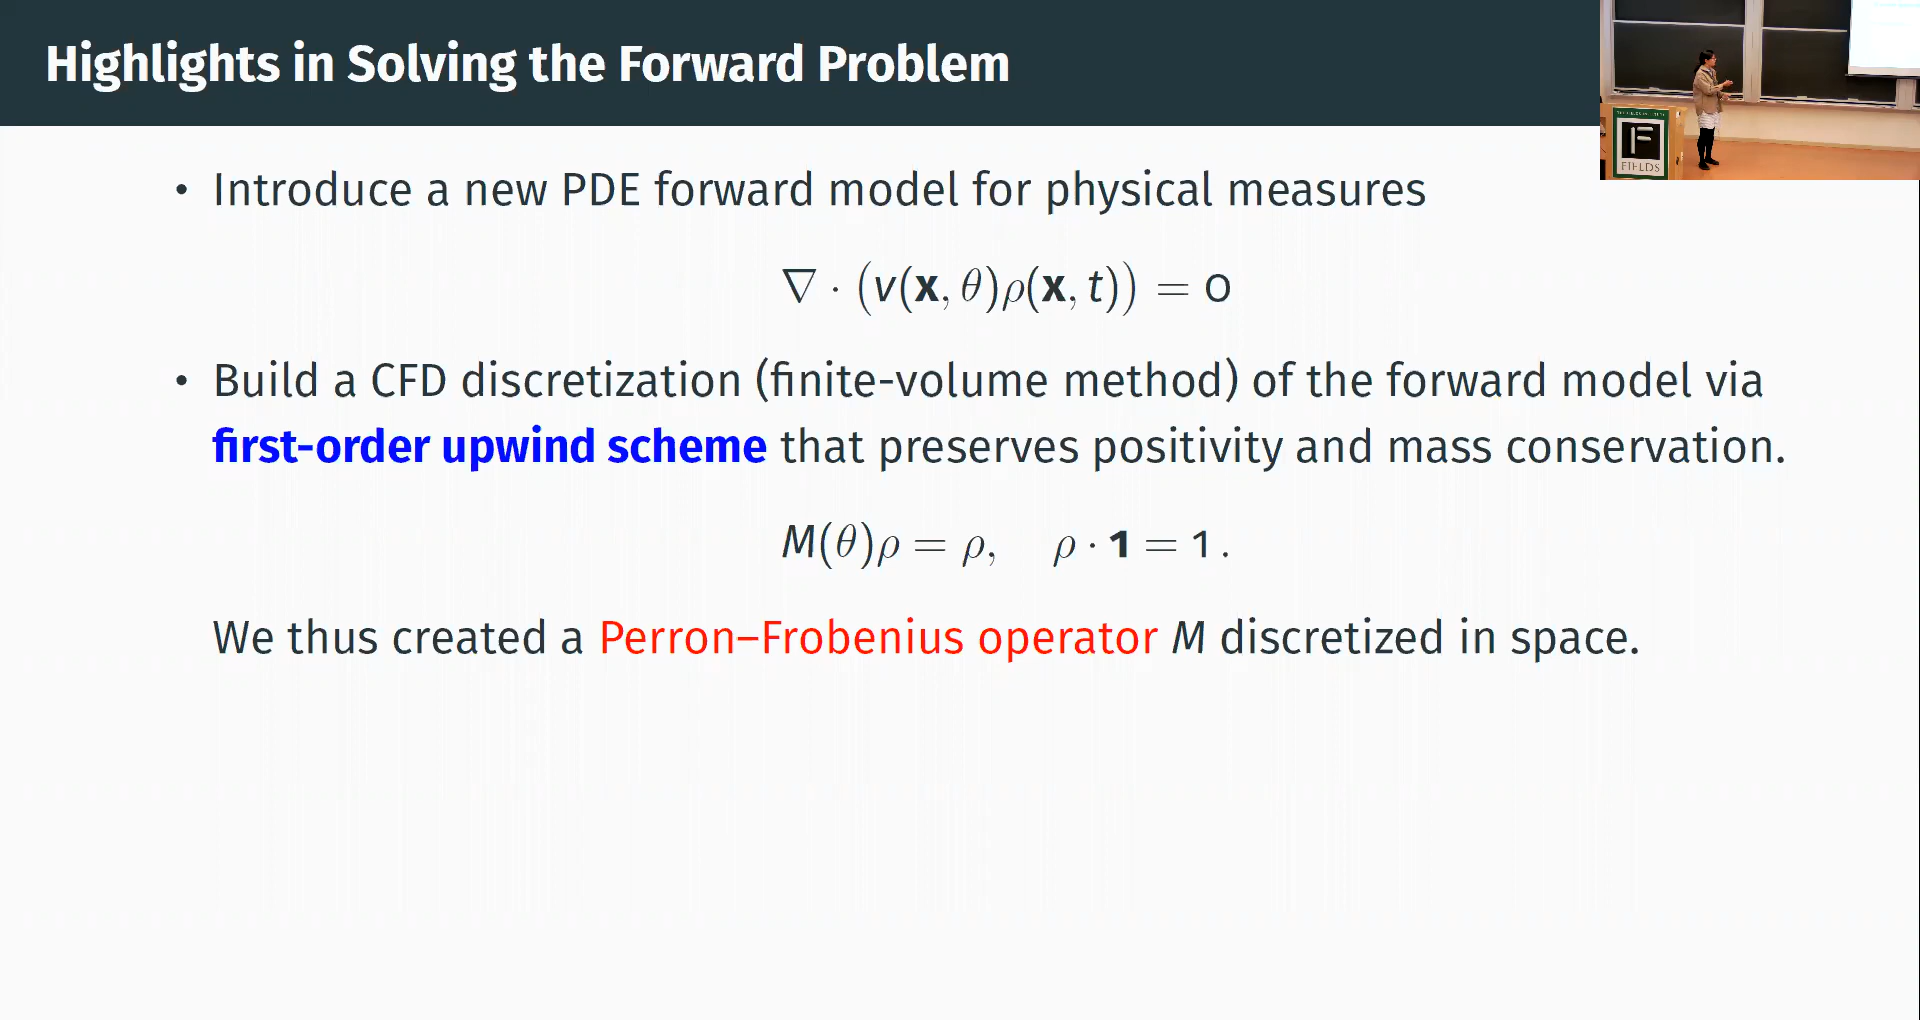 Highlights in Solving the Forward Problem
• Introduce a new PDE forward model for physical measures
∇ · (v(x, θ)ρ(x, t)) = 0
• Build a CFD discretization (finite-volume method) of the forward model via
first-order upwind scheme that preserves positivity and mass conservation.
M(θ)ρ = ρ, ρ · 1 = 1 .
We thus created a Perron–Frobenius operator M discretized in space.
FIELDS